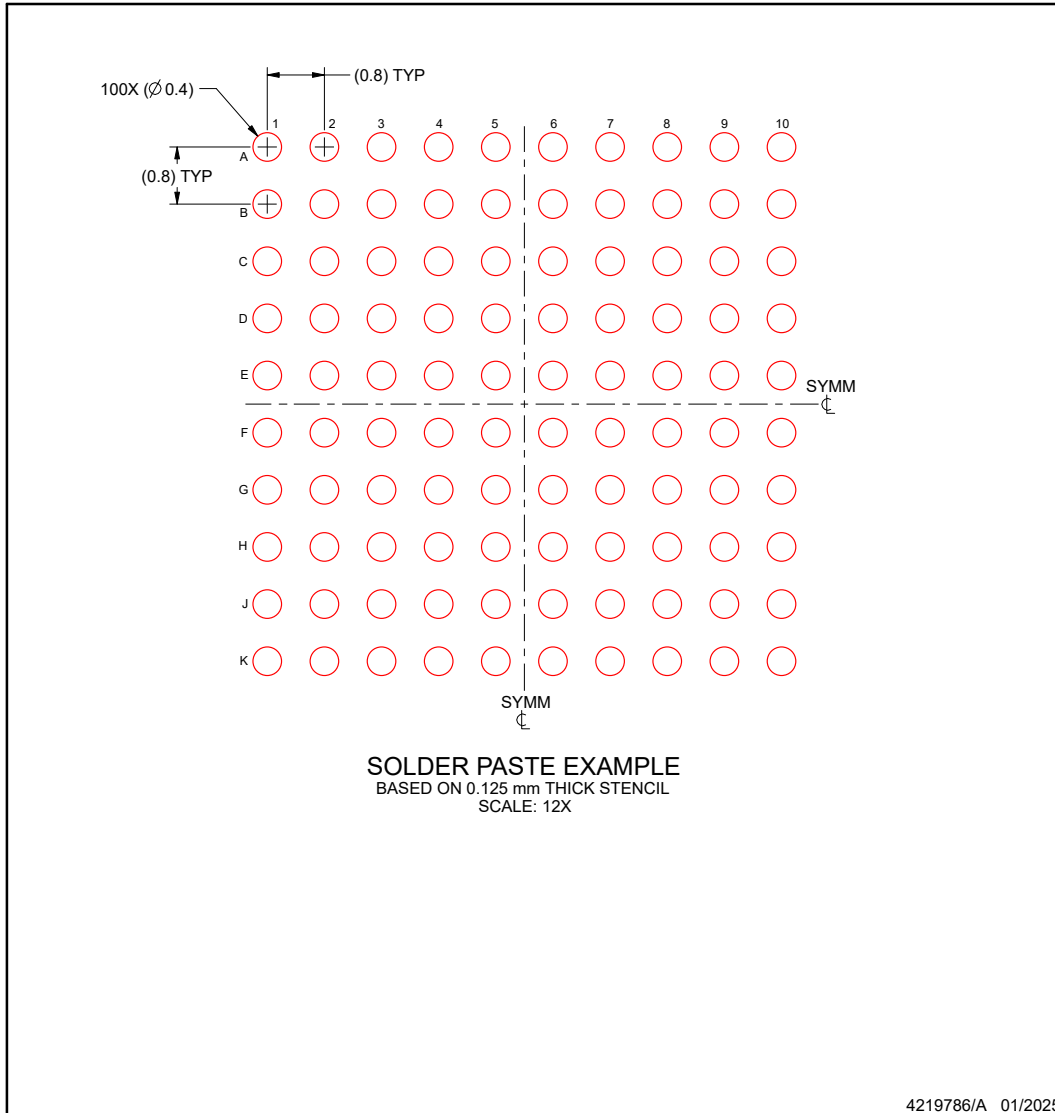 (0.8) TYP
100X (∅ 0.4)
1 2 3 4 5 6 7 8 9 10
A
(0.8) TYP
B
C
D
E
SYMM
℄
F
G
H
J
K
SYMM
℄
SOLDER PASTE EXAMPLE
BASED ON 0.125 mm THICK STENCIL
SCALE: 12X
4219786/A 01/2025